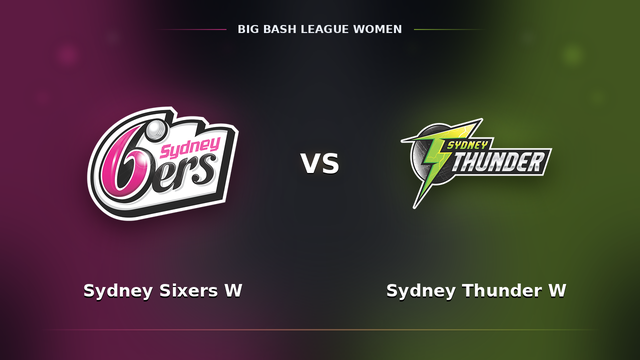 BIG BASH LEAGUE WOMEN
Sydney
6ers
VS
SYDNEY
THUNDER
Sydney Sixers W
Sydney Thunder W